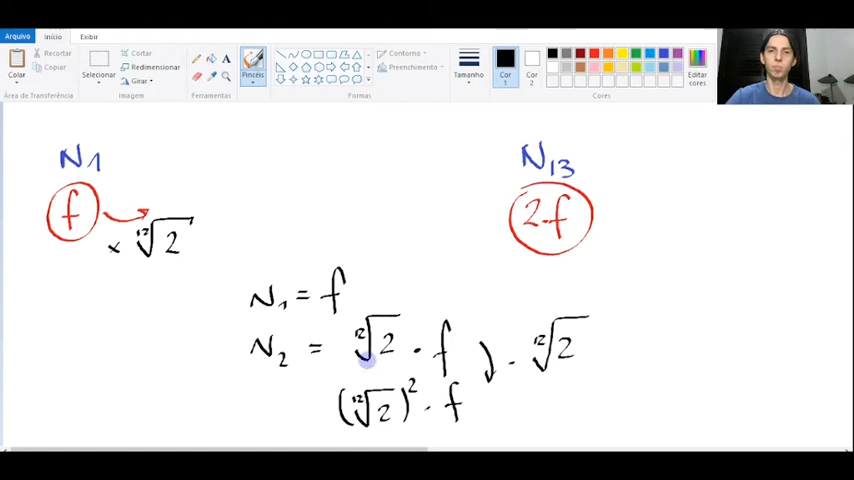 Arquivo Início Exibir
Colar
Recortar
Copiar
Área de Transferência
Selecionar
Cortar
Redimensionar
Girar
Imagem
Ferramentas
Pincéis
Contorno
Preenchimento
Formas
Tamanho
Cor 1
Cor 2
Cores
Editar cores
N₁ N₁₃
f 2·f
× ¹²√2
N₁ = f
N₂ = ¹²√2 · f · ¹²√2
(¹²√2)² · f